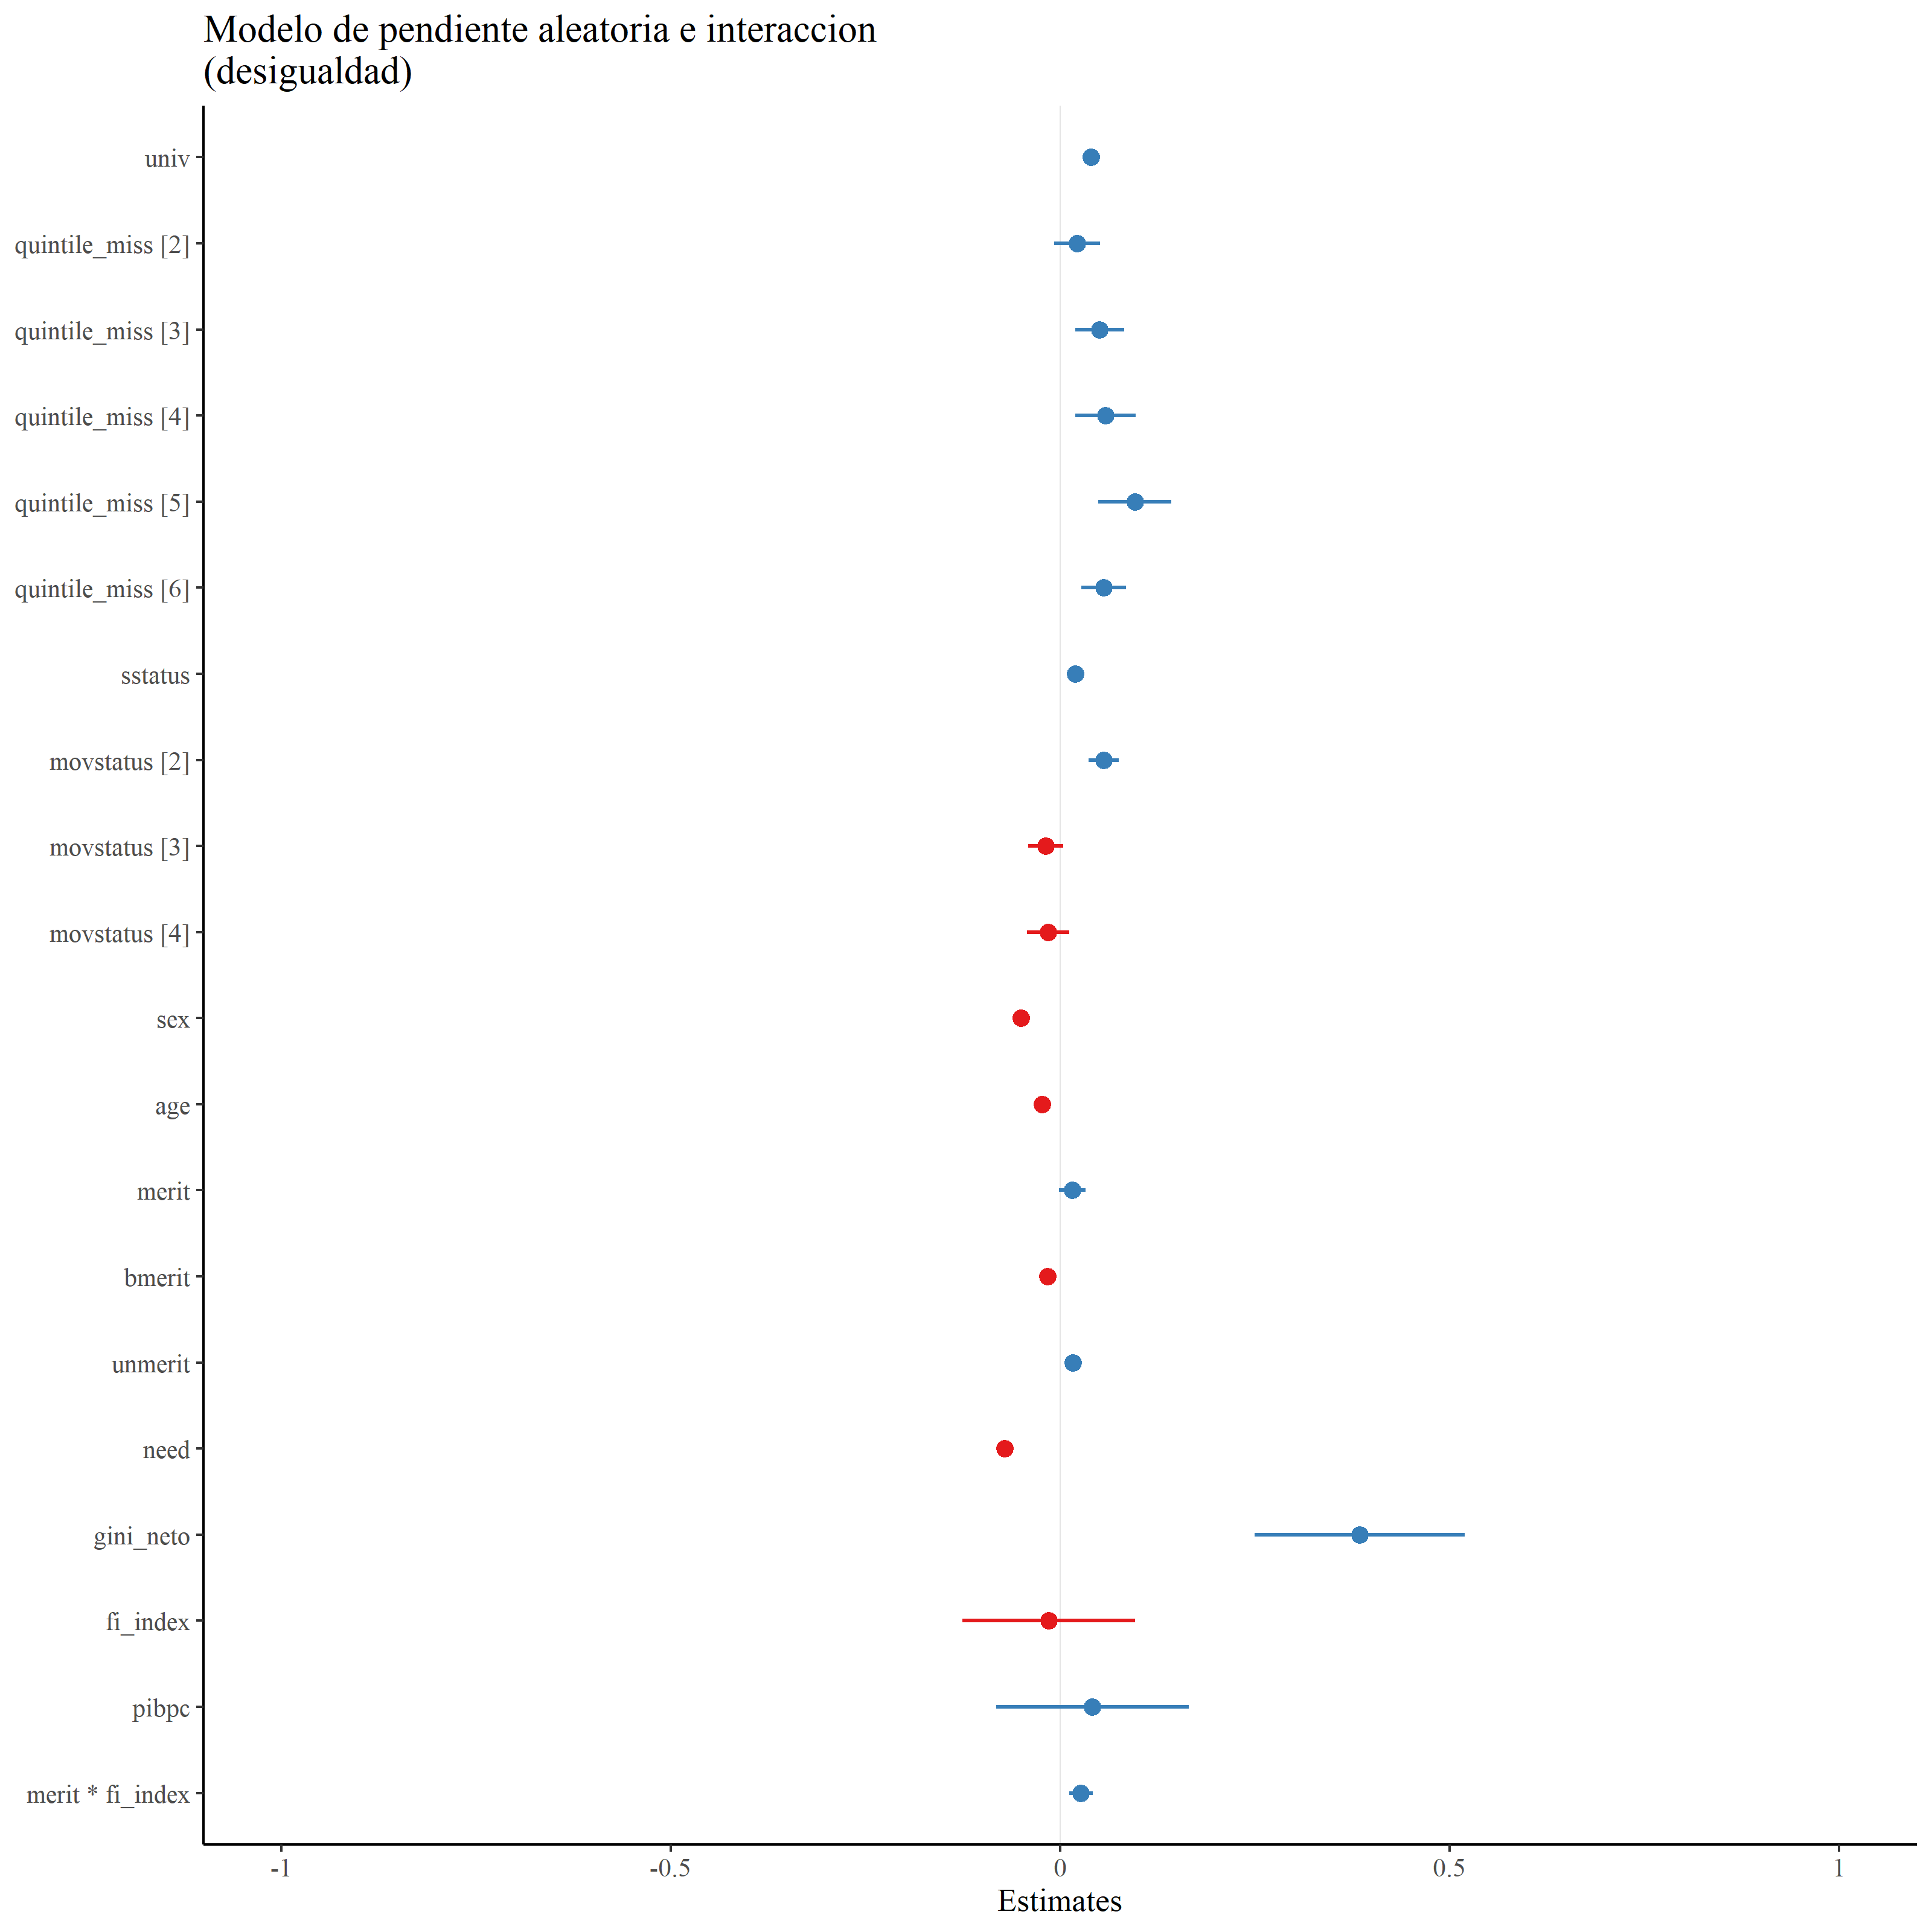 Modelo de pendiente aleatoria e interaccion
(desigualdad)
univ
quintile_miss [2]
quintile_miss [3]
quintile_miss [4]
quintile_miss [5]
quintile_miss [6]
sstatus
movstatus [2]
movstatus [3]
movstatus [4]
sex
age
merit
bmerit
unmerit
need
gini_neto
fi_index
pibpc
merit * fi_index
-1 -0.5 0 0.5 1
Estimates